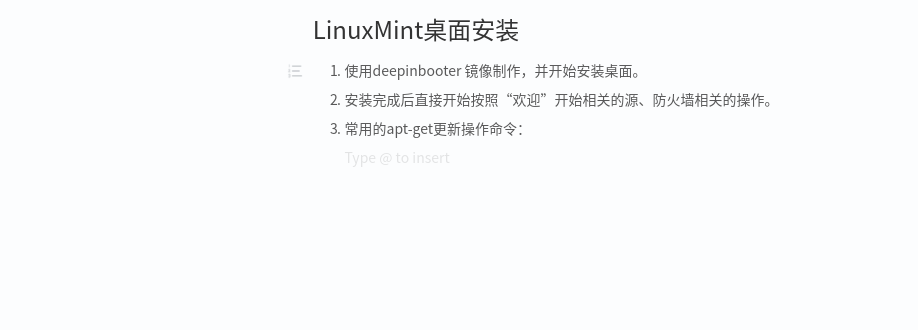 LinuxMint桌面安装
1. 使用deepinbooter 镜像制作，并开始安装桌面。
2. 安装完成后直接开始按照“欢迎”开始相关的源、防火墙相关的操作。
3. 常用的apt-get更新操作命令：
Type @ to insert